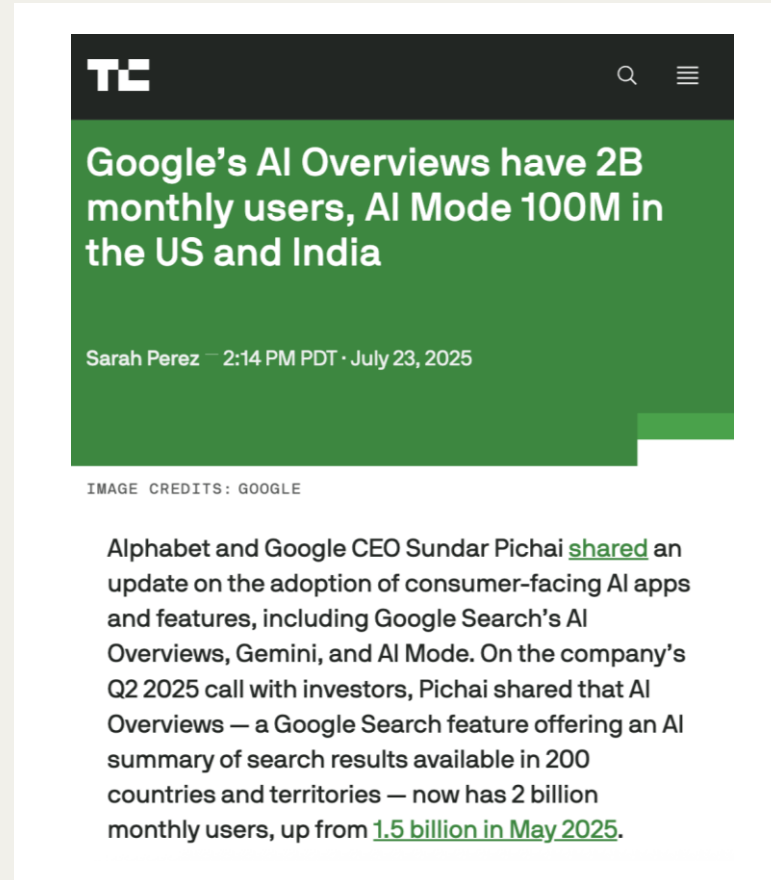 TC
Google’s AI Overviews have 2B
monthly users, AI Mode 100M in
the US and India
Sarah Perez — 2:14 PM PDT · July 23, 2025
IMAGE CREDITS: GOOGLE
Alphabet and Google CEO Sundar Pichai shared an
update on the adoption of consumer-facing AI apps
and features, including Google Search’s AI
Overviews, Gemini, and AI Mode. On the company’s
Q2 2025 call with investors, Pichai shared that AI
Overviews — a Google Search feature offering an AI
summary of search results available in 200
countries and territories — now has 2 billion
monthly users, up from 1.5 billion in May 2025.